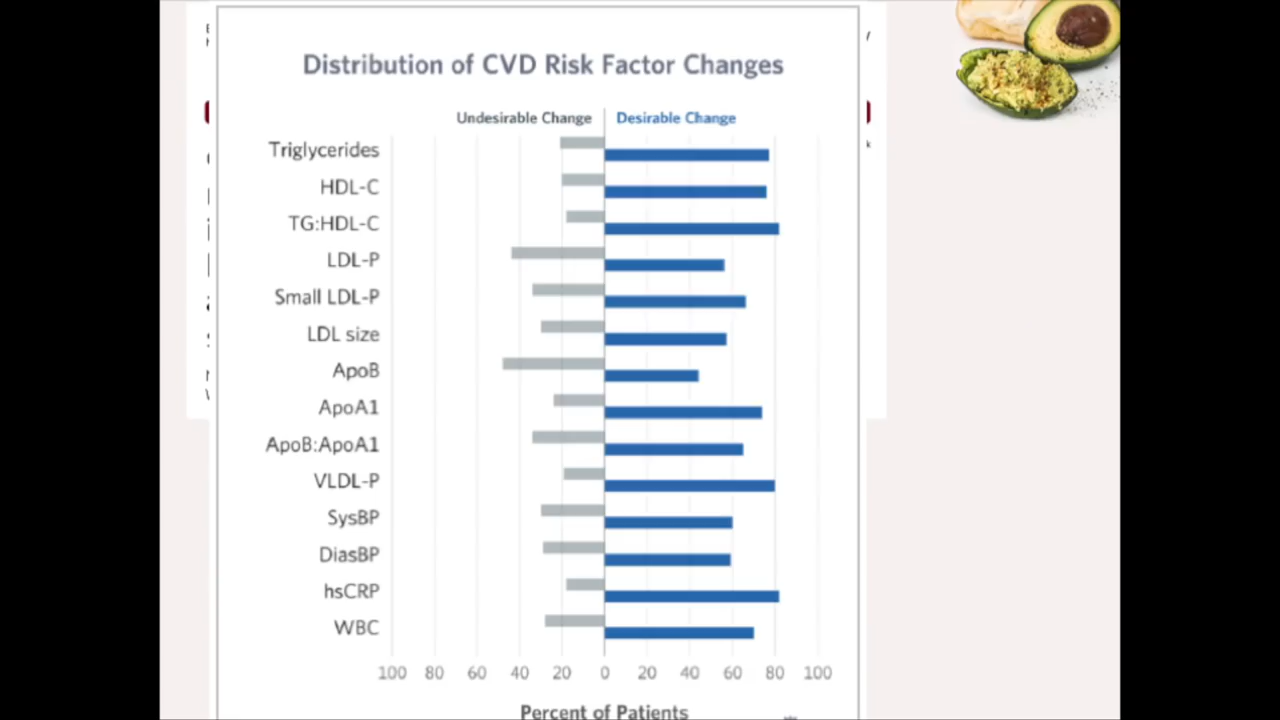 Distribution of CVD Risk Factor Changes
Undesirable Change Desirable Change
Triglycerides
HDL-C
TG:HDL-C
LDL-P
Small LDL-P
LDL size
ApoB
ApoA1
ApoB:ApoA1
VLDL-P
SysBP
DiasBP
hsCRP
WBC
100 80 60 40 20 0 20 40 60 80 100
Percent of Patients